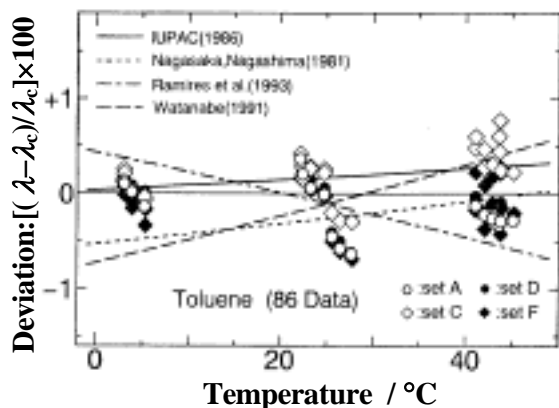 IUPAC(1986)
Nagasaka,Nagashima(1981)
Ramires et al.(1993)
Watanabe(1991)
Deviation:[( λ−λc)/λc]×100
+1
0
−1
Toluene (86 Data)
○ :set A ● :set D
◇ :set C ◆ :set F
0 20 40
Temperature / °C